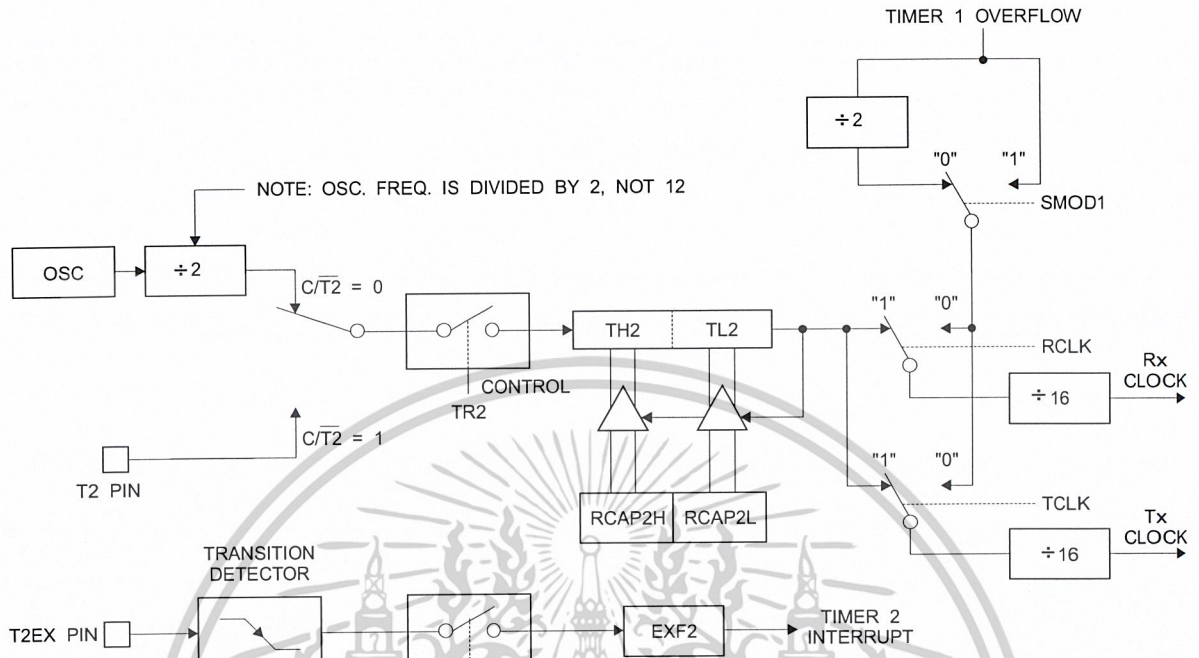 TIMER 1 OVERFLOW
÷2
"0" "1"
NOTE: OSC. FREQ. IS DIVIDED BY 2, NOT 12
SMOD1
OSC
÷2
C/T2̅ = 0
"1" "0"
TH2 TL2
RCLK
Rx
CLOCK
CONTROL
TR2
÷16
C/T2̅ = 1
"1" "0"
T2 PIN
TCLK
RCAP2H RCAP2L
Tx
CLOCK
÷16
TRANSITION
DETECTOR
T2EX PIN
EXF2
TIMER 2
INTERRUPT